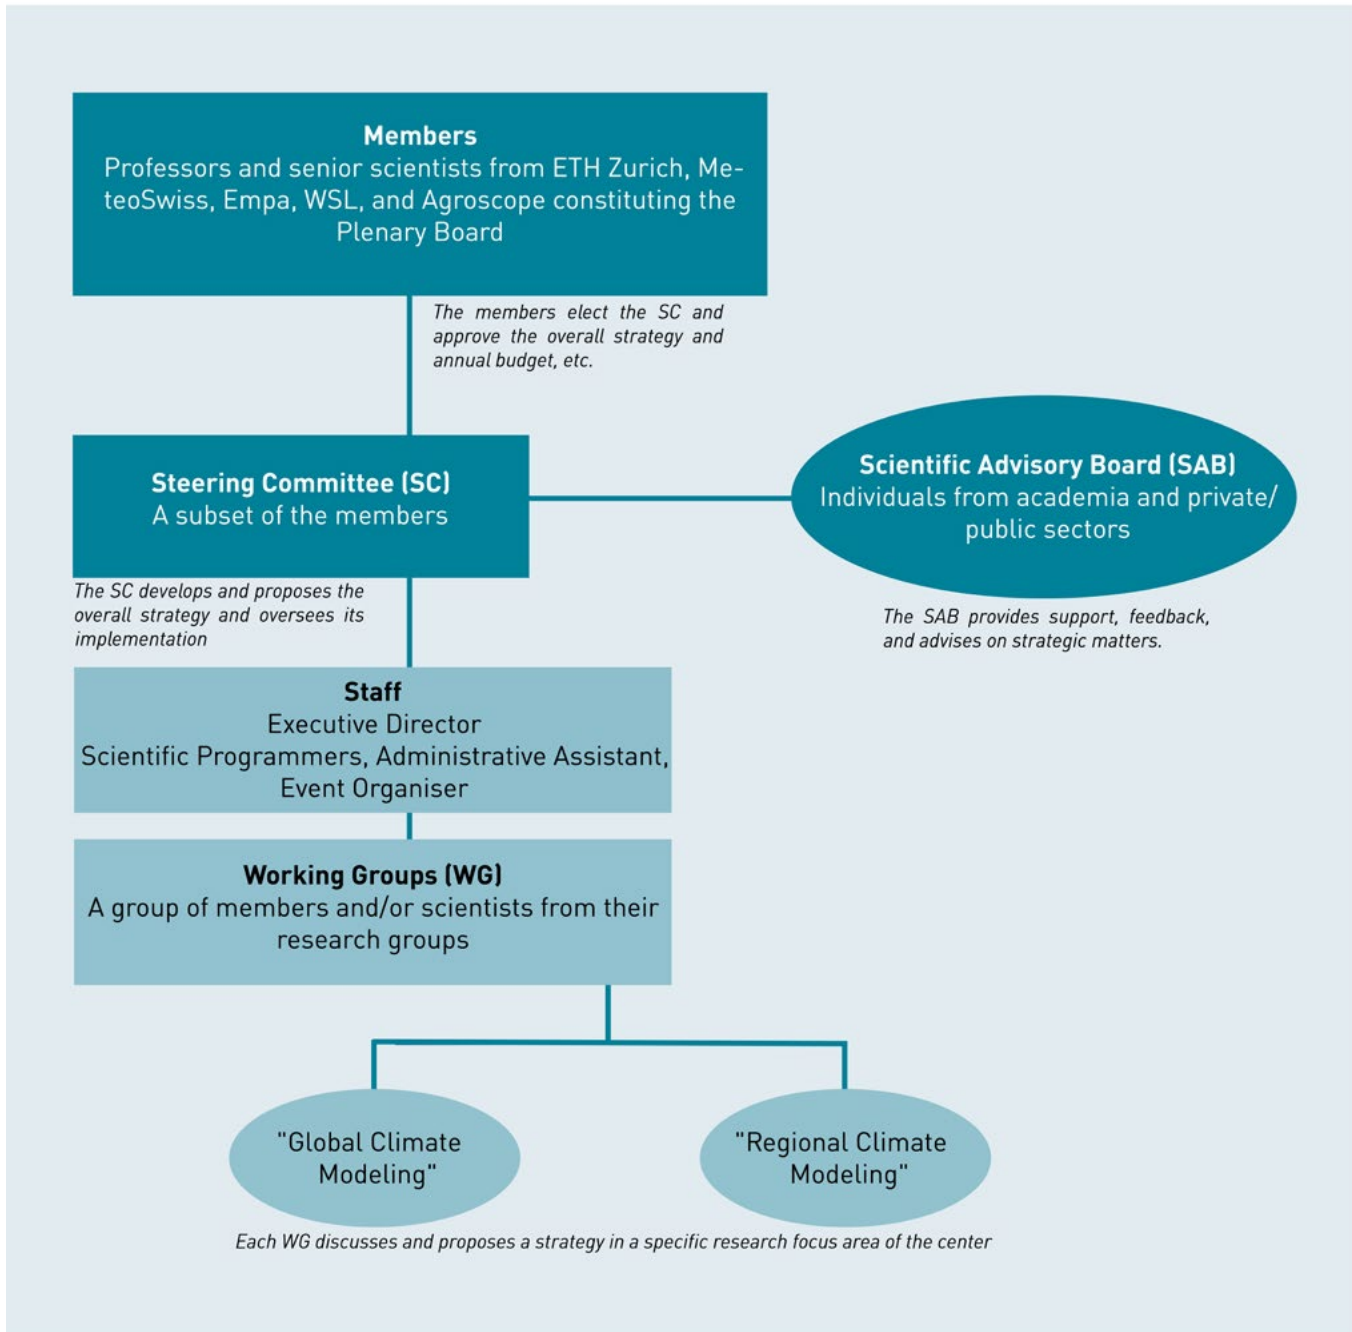 Members
Professors and senior scientists from ETH Zurich, Me-
teoSwiss, Empa, WSL, and Agroscope constituting the
Plenary Board
The members elect the SC and
approve the overall strategy and
annual budget, etc.
Steering Committee (SC)
A subset of the members
Scientific Advisory Board (SAB)
Individuals from academia and private/
public sectors
The SC develops and proposes the
overall strategy and oversees its
implementation
The SAB provides support, feedback,
and advises on strategic matters.
Staff
Executive Director
Scientific Programmers, Administrative Assistant,
Event Organiser
Working Groups (WG)
A group of members and/or scientists from their
research groups
"Global Climate
Modeling"
"Regional Climate
Modeling"
Each WG discusses and proposes a strategy in a specific research focus area of the center